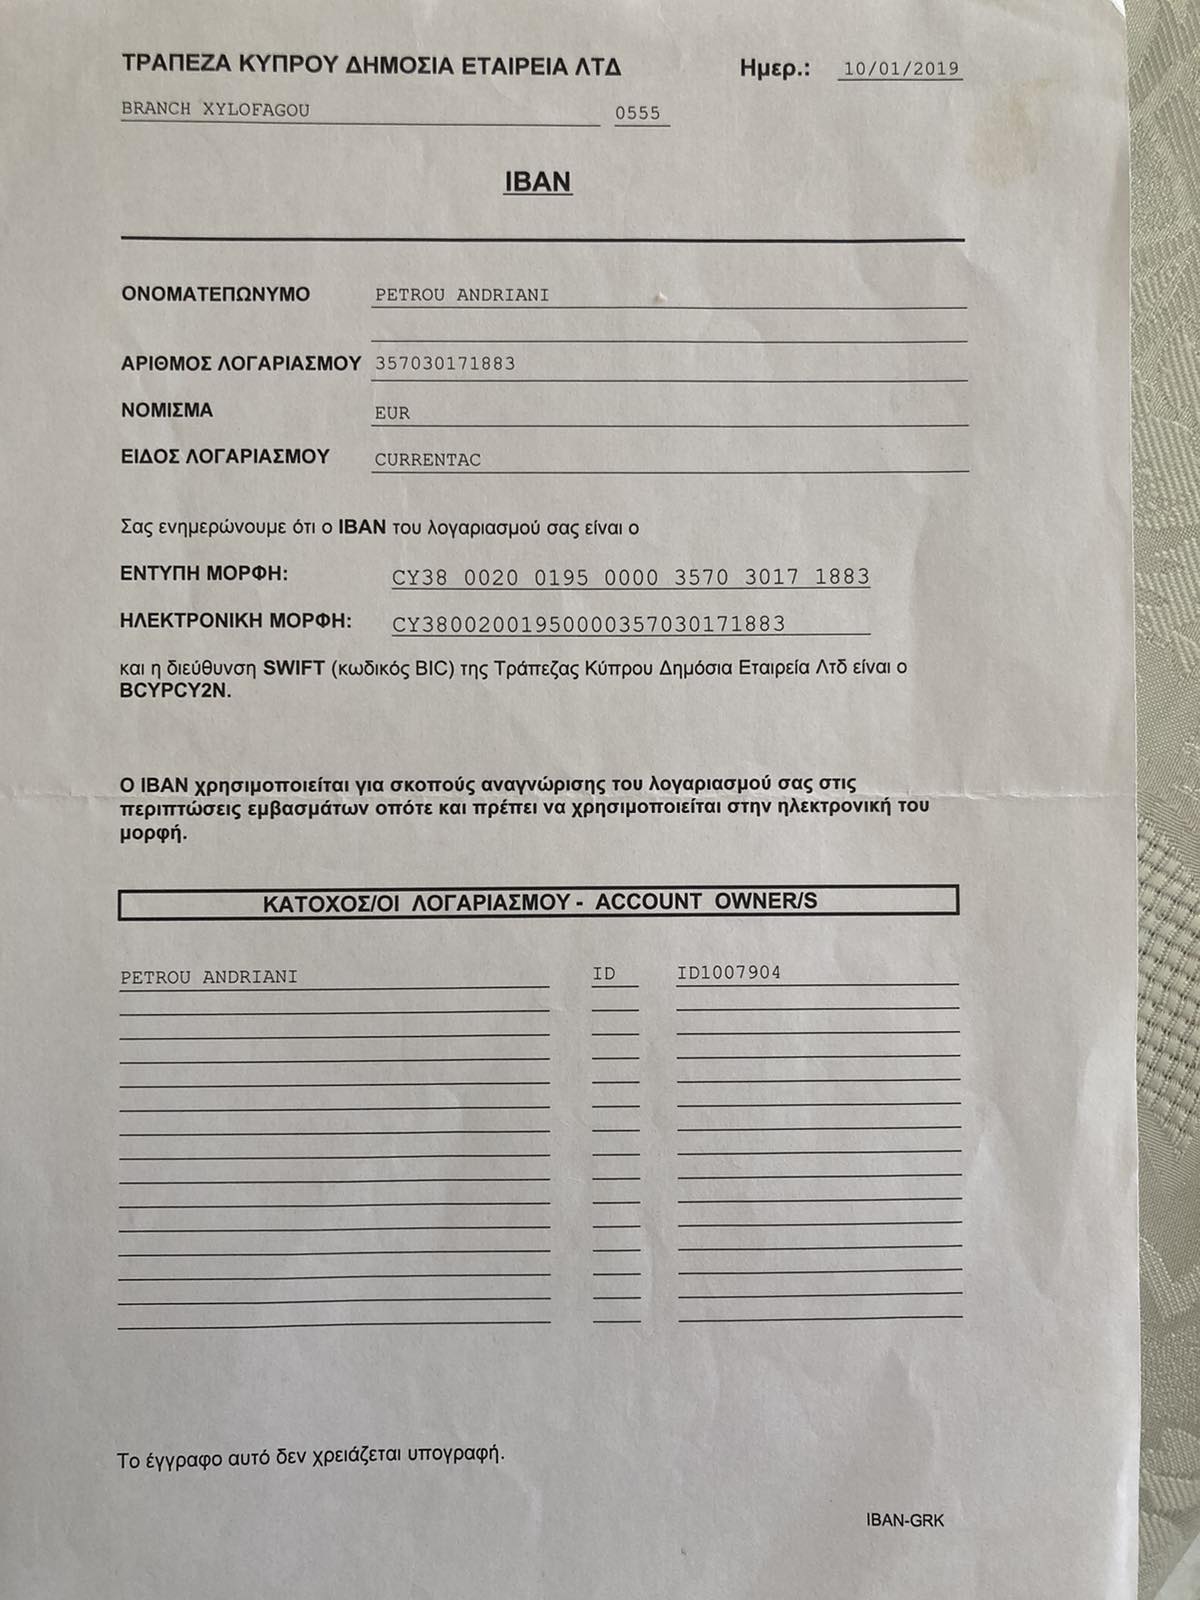 ΤΡΑΠΕΖΑ ΚΥΠΡΟΥ ΔΗΜΟΣΙΑ ΕΤΑΙΡΕΙΑ ΛΤΔ Ημερ.: 10/01/2019
BRANCH XYLOFAGOU 0555
IBAN
ΟΝΟΜΑΤΕΠΩΝΥΜΟ PETROU ANDRIANI
ΑΡΙΘΜΟΣ ΛΟΓΑΡΙΑΣΜΟΥ 357030171883
ΝΟΜΙΣΜΑ EUR
ΕΙΔΟΣ ΛΟΓΑΡΙΑΣΜΟΥ CURRENTAC
Σας ενημερώνουμε ότι ο IBAN του λογαριασμού σας είναι ο
ΕΝΤΥΠΗ ΜΟΡΦΗ: CY38 0020 0195 0000 3570 3017 1883
ΗΛΕΚΤΡΟΝΙΚΗ ΜΟΡΦΗ: CY38002001950000357030171883
και η διεύθυνση SWIFT (κωδικός BIC) της Τράπεζας Κύπρου Δημόσια Εταιρεία Λτδ είναι ο
BCYPCY2N.
Ο IBAN χρησιμοποιείται για σκοπούς αναγνώρισης του λογαριασμού σας στις
περιπτώσεις εμβασμάτων οπότε και πρέπει να χρησιμοποιείται στην ηλεκτρονική του
μορφή.
ΚΑΤΟΧΟΣ/ΟΙ ΛΟΓΑΡΙΑΣΜΟΥ - ACCOUNT OWNER/S
PETROU ANDRIANI ID ID1007904
Το έγγραφο αυτό δεν χρειάζεται υπογραφή.
IBAN-GRK